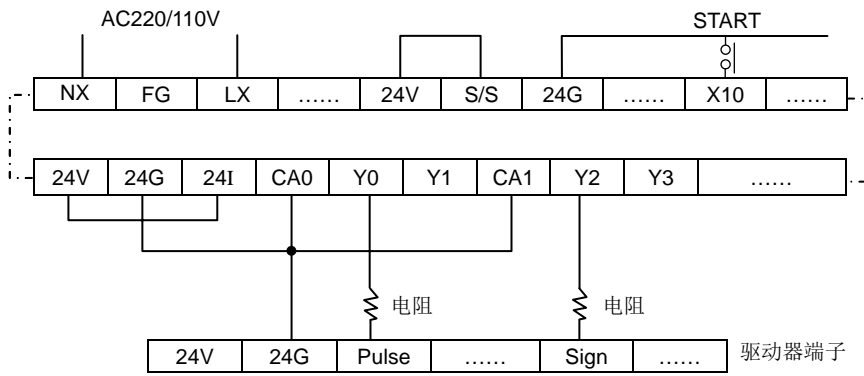 AC220/110V
START
NX FG LX …… 24V S/S 24G …… X10 ……
24V 24G 24I CA0 Y0 Y1 CA1 Y2 Y3 ……
电阻 电阻
24V 24G Pulse …… Sign …… 驱动器端子